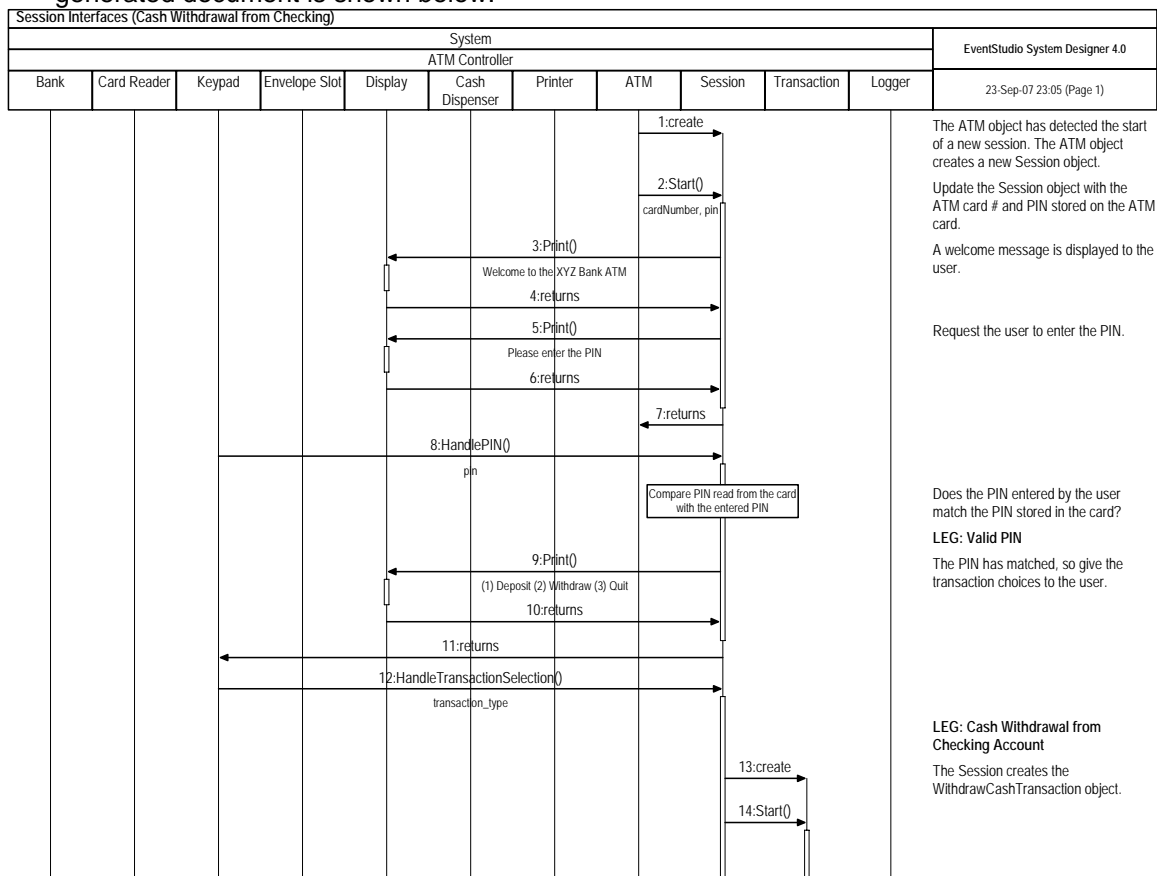 generated document is shown below:
Session Interfaces (Cash Withdrawal from Checking)
System
EventStudio System Designer 4.0
ATM Controller
Bank
Card Reader
Keypad
Envelope Slot
Display
Cash
Dispenser
Printer
ATM
Session
Transaction
Logger
23-Sep-07 23:05 (Page 1)
1:create
The ATM object has detected the start
of a new session. The ATM object
creates a new Session object.
2:Start()
cardNumber, pin
Update the Session object with the
ATM card # and PIN stored on the ATM
card.
3:Print()
Welcome to the XYZ Bank ATM
A welcome message is displayed to the
user.
4:returns
5:Print()
Please enter the PIN
Request the user to enter the PIN.
6:returns
7:returns
8:HandlePIN()
pin
Compare PIN read from the card
with the entered PIN
Does the PIN entered by the user
match the PIN stored in the card?
LEG: Valid PIN
9:Print()
(1) Deposit (2) Withdraw (3) Quit
The PIN has matched, so give the
transaction choices to the user.
10:returns
11:returns
12:HandleTransactionSelection()
transaction_type
LEG: Cash Withdrawal from
Checking Account
13:create
The Session creates the
WithdrawCashTransaction object.
14:Start()